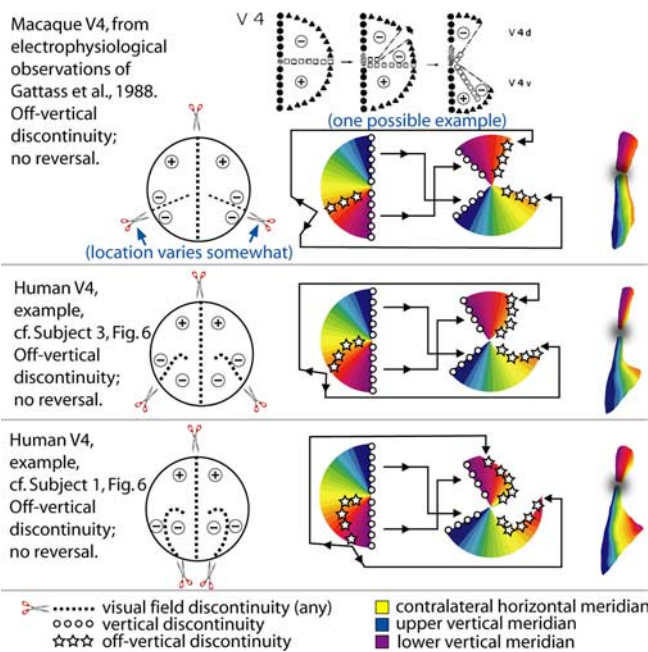 Macaque V4, from
electrophysiological
observations of
Gattass et al., 1988.
Off-vertical
discontinuity;
no reversal.
V 4
V4d
V4v
(one possible example)
(location varies somewhat)
Human V4,
example,
cf. Subject 3, Fig. 6
Off-vertical
discontinuity;
no reversal.
Human V4,
example,
cf. Subject 1, Fig. 6
Off-vertical
discontinuity;
no reversal.
visual field discontinuity (any)
vertical discontinuity
off-vertical discontinuity
contralateral horizontal meridian
upper vertical meridian
lower vertical meridian